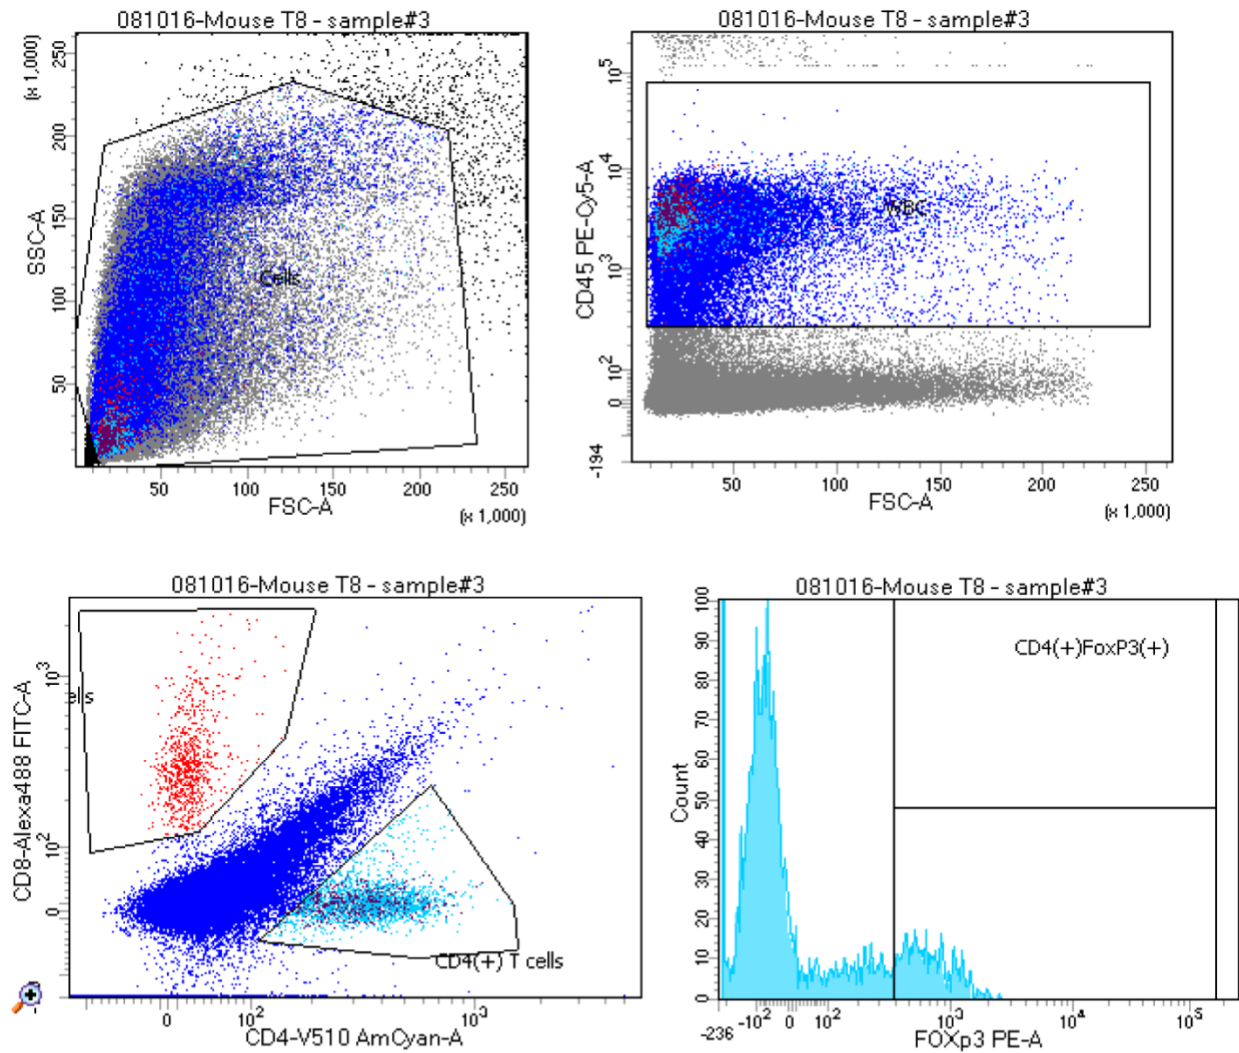 081016-Mouse T8 - sample#3
SSC-A
(x 1,000)
50 100 150 200 250
Cells
50 100 150 200 250
FSC-A
(x 1,000)
081016-Mouse T8 - sample#3
CD45 PE-Cy5-A
-194 0 10^2 10^3 10^4 10^5
WBC
50 100 150 200 250
FSC-A
(x 1,000)
081016-Mouse T8 - sample#3
CD8-Alexa488 FITC-A
0 10^2 10^3
ells
CD4(+) T cells
0 10^2 10^3
CD4-V510 AmCyan-A
081016-Mouse T8 - sample#3
Count
0 10 20 30 40 50 60 70 80 90 100
CD4(+)FoxP3(+)
-236 -10^2 0 10^2 10^3 10^4 10^5
FOXp3 PE-A